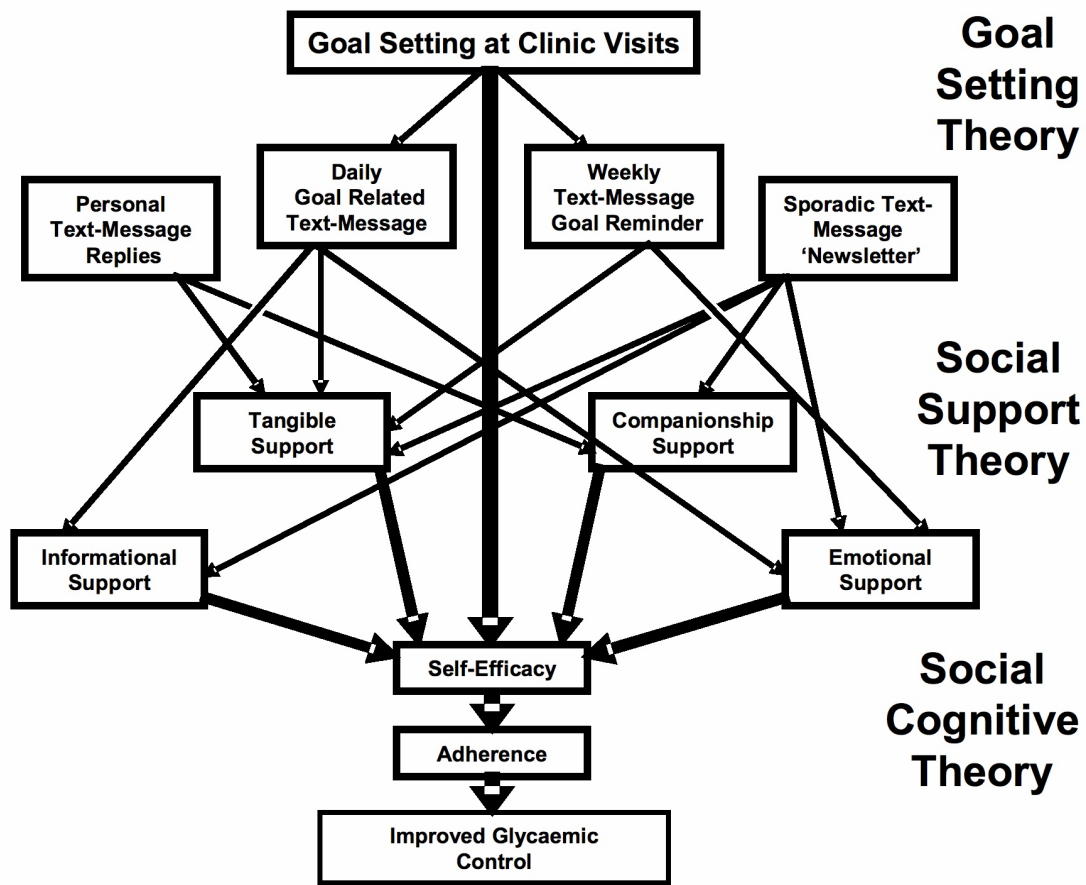 Goal Setting at Clinic Visits
Goal
Setting
Theory
Daily
Goal Related
Text-Message
Weekly
Text-Message
Goal Reminder
Personal
Text-Message
Replies
Sporadic Text-
Message
‘Newsletter’
Social
Support
Theory
Tangible
Support
Companionship
Support
Informational
Support
Emotional
Support
Self-Efficacy
Social
Cognitive
Theory
Adherence
Improved Glycaemic
Control